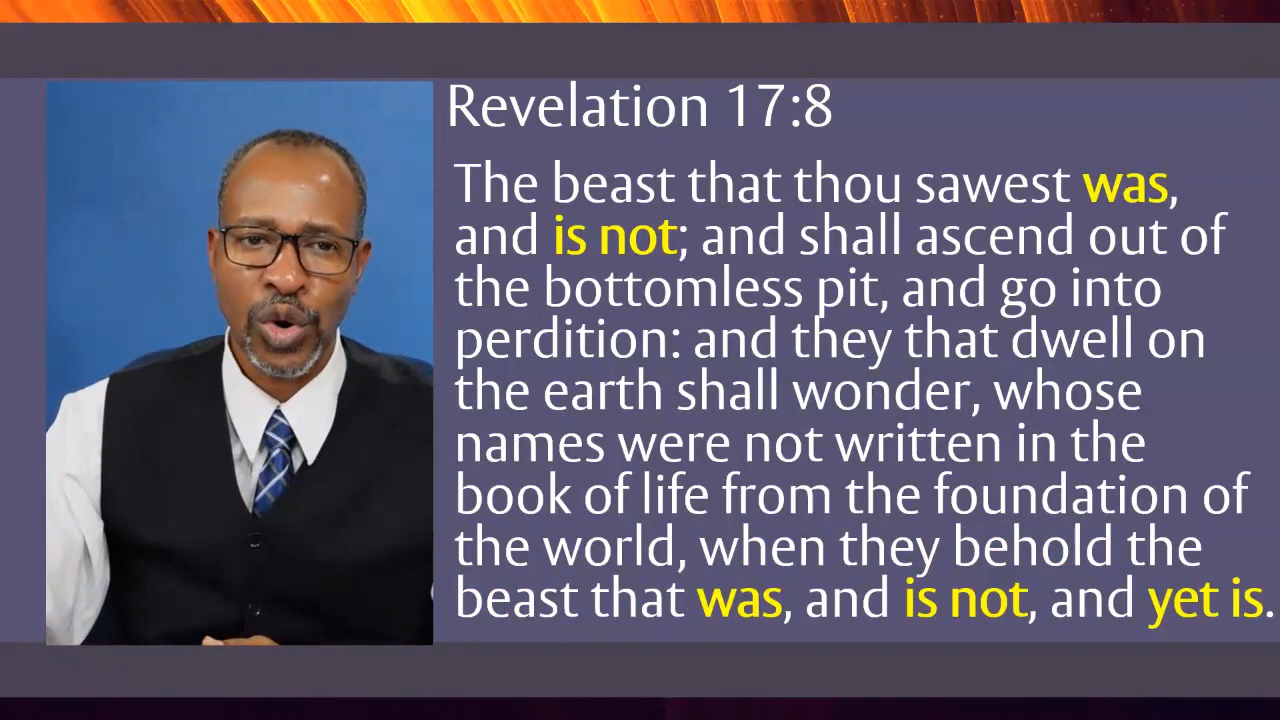 Revelation 17:8
The beast that thou sawest was,
and is not; and shall ascend out of
the bottomless pit, and go into
perdition: and they that dwell on
the earth shall wonder, whose
names were not written in the
book of life from the foundation of
the world, when they behold the
beast that was, and is not, and yet is.